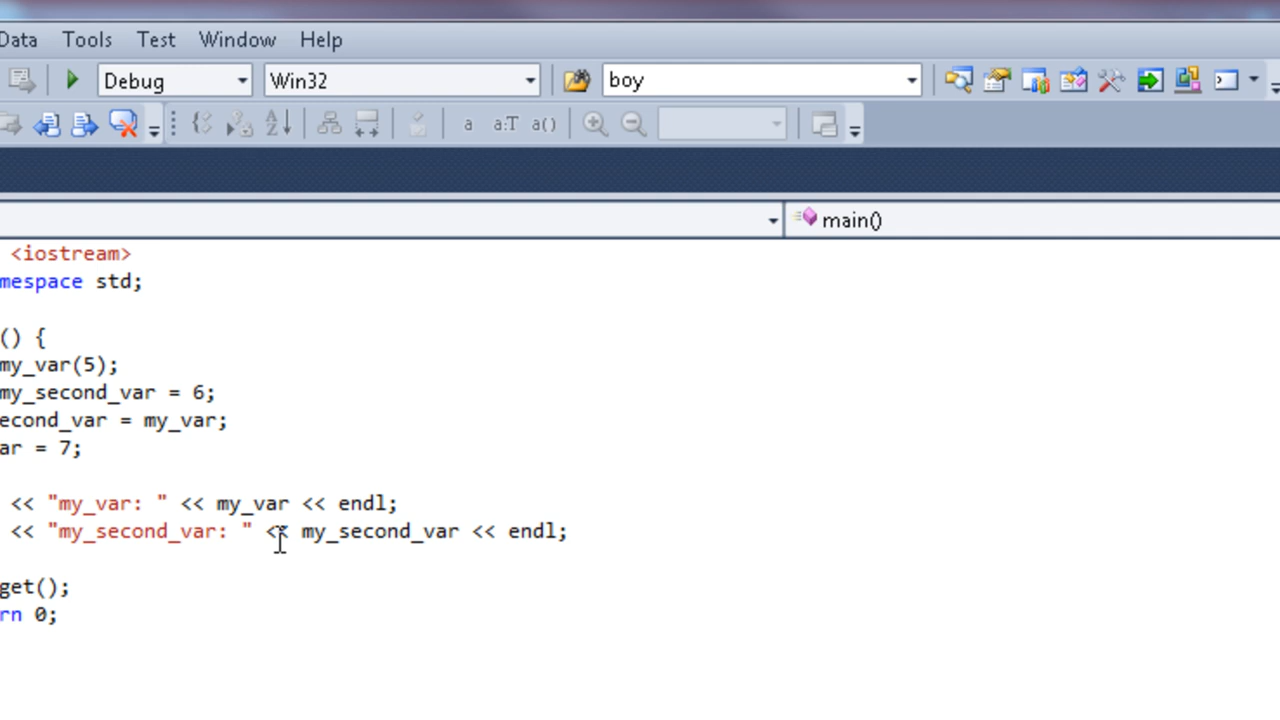 Data Tools Test Window Help
Debug Win32 boy
a a:T a()
main()
<iostream>
mespace std;
() {
my_var(5);
my_second_var = 6;
econd_var = my_var;
ar = 7;
<< "my_var: " << my_var << endl;
<< "my_second_var: " << my_second_var << endl;
get();
rn 0;